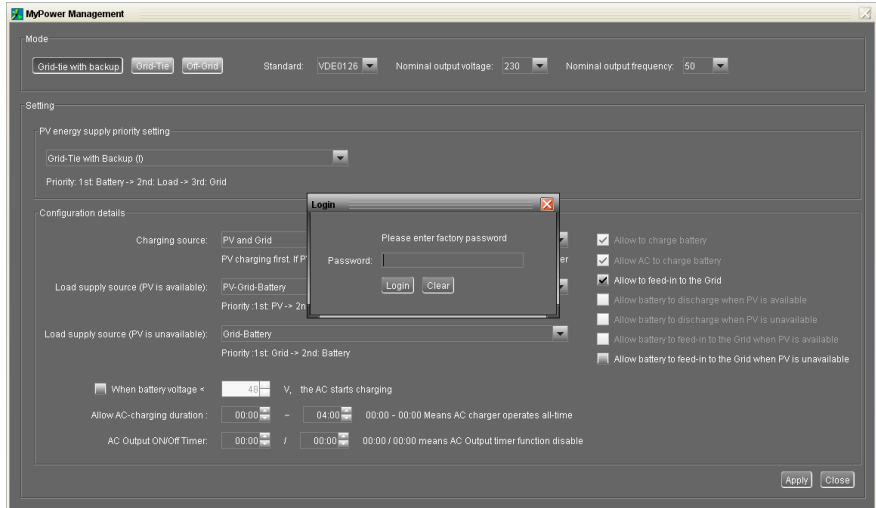 MyPower Management
Mode
Grid-tie with backup Grid-Tie Off-Grid Standard: VDE0126 Nominal output voltage: 230 Nominal output frequency: 50
Setting
PV energy supply priority setting
Grid-Tie with Backup (I)
Priority: 1st: Battery -> 2nd: Load -> 3rd: Grid
Login
Please enter factory password
Password:
Login Clear
Configuration details
Charging source: PV and Grid
PV charging first. If
Load supply source (PV is available): PV-Grid-Battery
Priority :1st: PV->
Load supply source (PV is unavailable): Grid-Battery
Priority :1st: Grid -> 2nd: Battery
Allow to charge battery
Allow AC to charge battery
Allow to feed-in to the Grid
Allow battery to discharge when PV is available
Allow battery to discharge when PV is unavailable
Allow battery to feed-in to the Grid when PV is available
Allow battery to feed-in to the Grid when PV is unavailable
When battery voltage < 48 V, the AC starts charging
Allow AC-charging duration : 00:00 – 04:00 00:00 - 00:00 Means AC charger operates all-time
AC Output ON/Off Timer: 00:00 / 00:00 00:00 / 00:00 means AC Output timer function disable
Apply Close